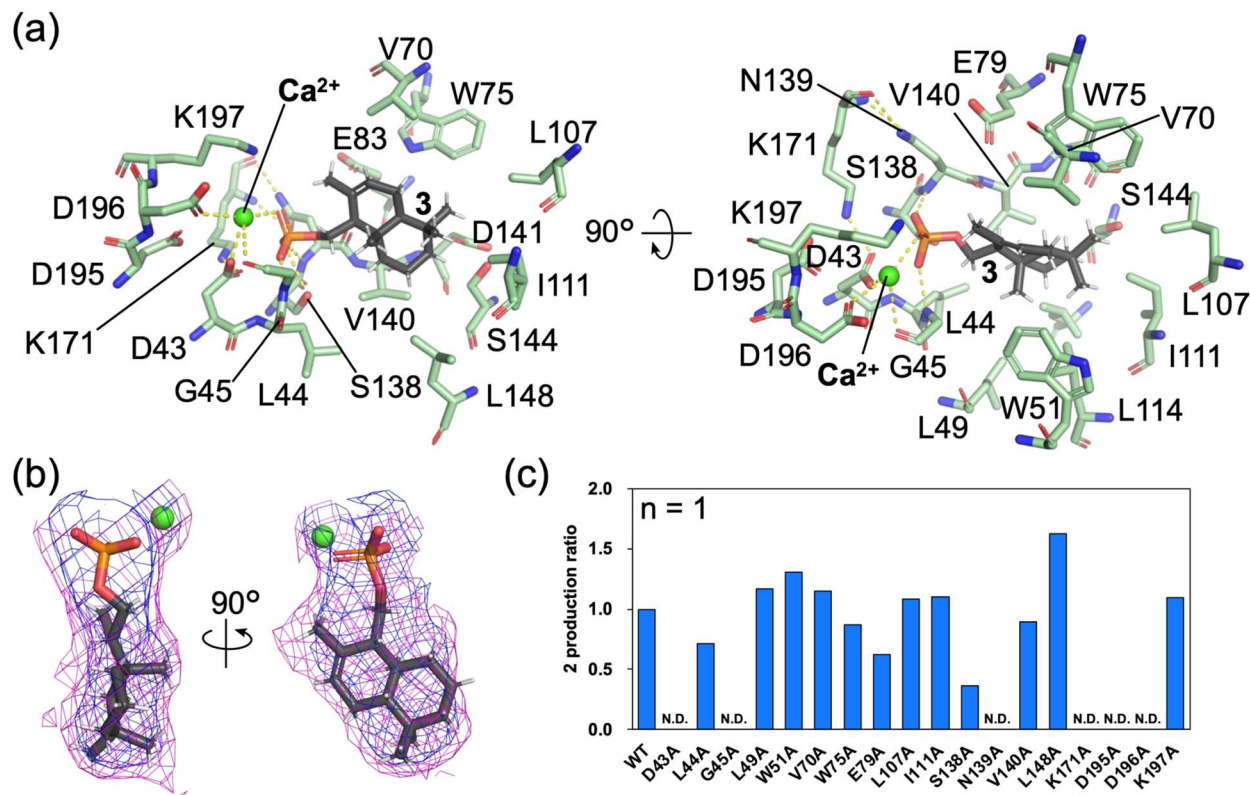 (a)
V70
Ca²⁺
W75
K197
E83
L107
D196
3
D141
D195
I111
V140
S144
K171
D43
G45
L44
S138
L148
90°
E79
N139
V140
W75
V70
K171
S138
S144
K197
D43
D195
3
L107
L44
D196
I111
Ca²⁺
G45
W51
L114
L49
(b)
90°
(c)
2 production ratio
2.0
1.5
1.0
0.5
0.0
n = 1
N.D.
N.D.
N.D.
N.D.
N.D.
N.D.
WT
D43A
L44A
G45A
L49A
W51A
V70A
W75A
E79A
L107A
I111A
S138A
N139A
V140A
L148A
K171A
D195A
D196A
K197A